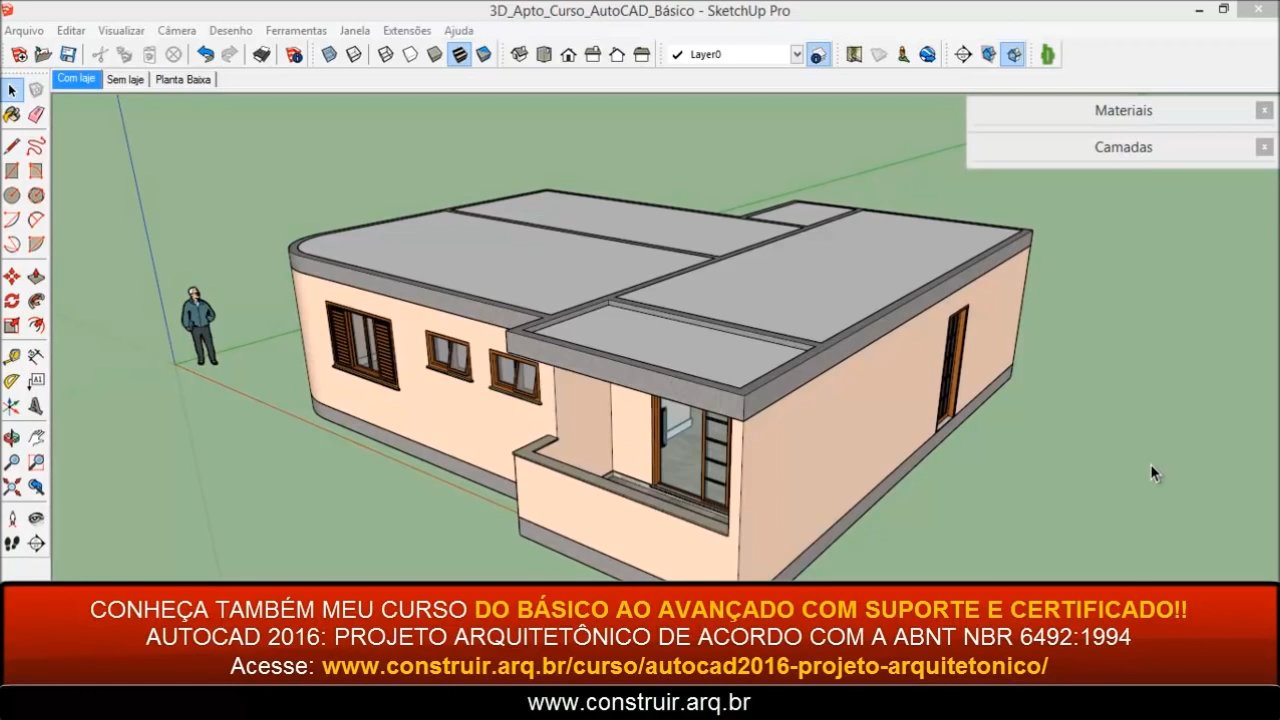 3D_Apto_Curso_AutoCAD_Básico - SketchUp Pro
Arquivo Editar Visualizar Câmera Desenho Ferramentas Janela Extensões Ajuda
Layer0
Com laje Sem laje Planta Baixa
Materiais
Camadas
A1
CONHEÇA TAMBÉM MEU CURSO DO BÁSICO AO AVANÇADO COM SUPORTE E CERTIFICADO!!
AUTOCAD 2016: PROJETO ARQUITETÔNICO DE ACORDO COM A ABNT NBR 6492:1994
Acesse: www.construir.arq.br/curso/autocad2016-projeto-arquitetonico/
www.construir.arq.br